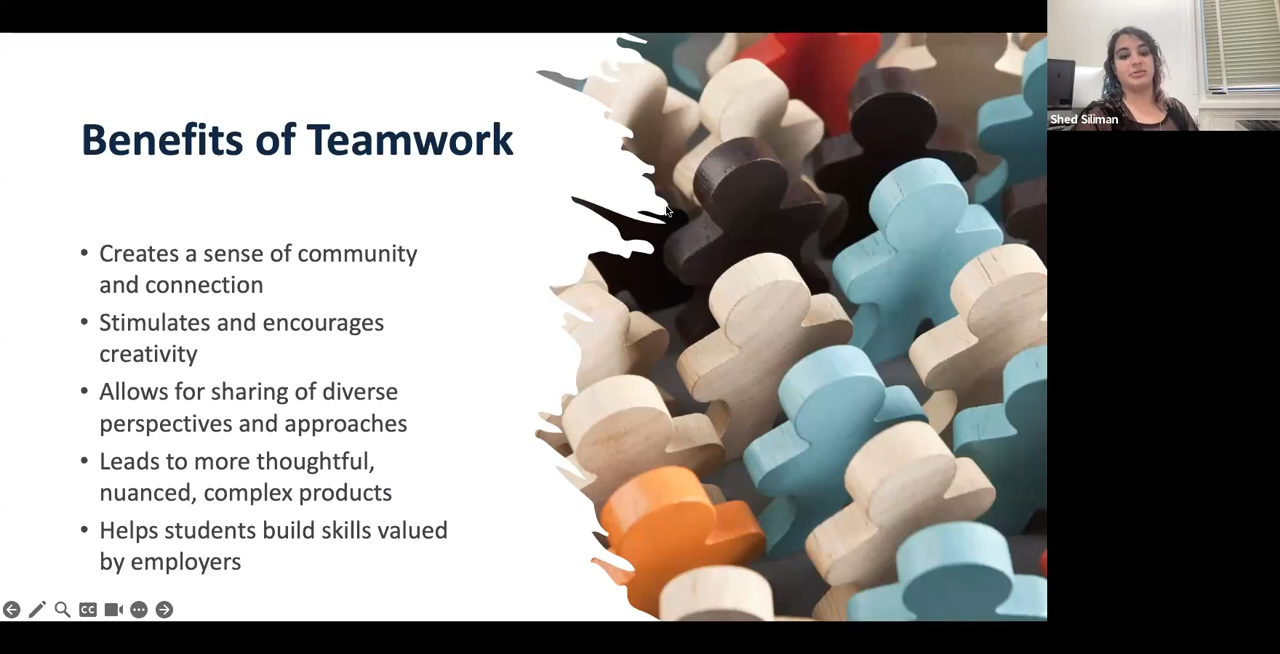 Benefits of Teamwork
• Creates a sense of community
and connection
• Stimulates and encourages
creativity
• Allows for sharing of diverse
perspectives and approaches
• Leads to more thoughtful,
nuanced, complex products
• Helps students build skills valued
by employers
CC
Shed Siliman